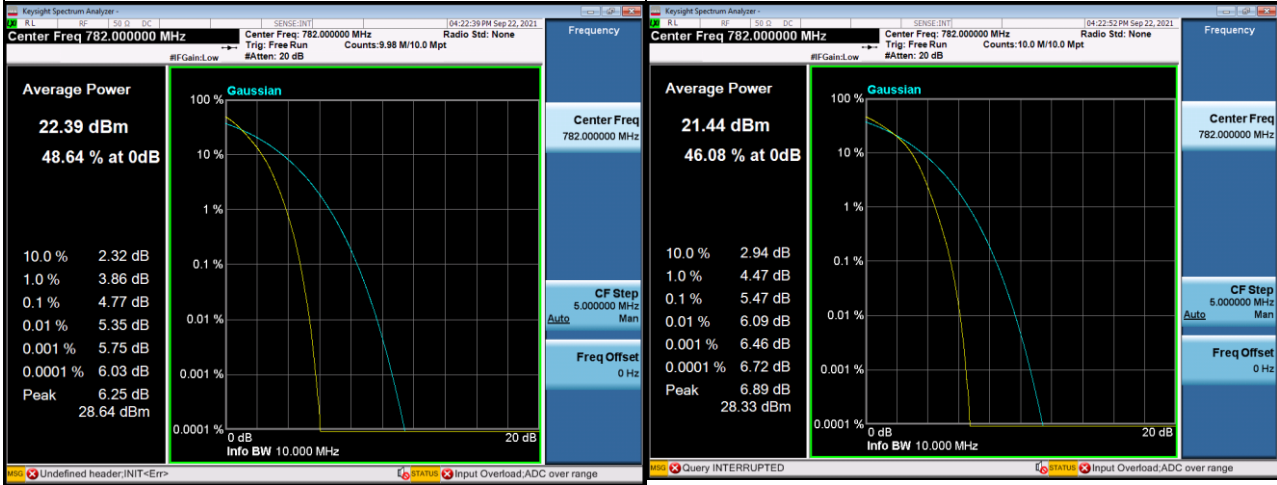 Keysight Spectrum Analyzer -
RL RF 50 Ω DC SENSE:INT 04:22:39 PM Sep 22, 2021
Center Freq 782.000000 MHz
Center Freq: 782.000000 MHz Radio Std: None
Trig: Free Run Counts:9.98 M/10.0 Mpt
#IFGain:Low #Atten: 20 dB
Frequency
Average Power
22.39 dBm
48.64 % at 0dB
10.0 % 2.32 dB
1.0 % 3.86 dB
0.1 % 4.77 dB
0.01 % 5.35 dB
0.001 % 5.75 dB
0.0001 % 6.03 dB
Peak 6.25 dB
28.64 dBm
Gaussian
100 %
10 %
1 %
0.1 %
0.01 %
0.001 %
0.0001 %
0 dB 20 dB
Info BW 10.000 MHz
Center Freq
782.000000 MHz
CF Step
5.000000 MHz
Auto Man
Freq Offset
0 Hz
MSG Undefined header;INIT<Err> STATUS Input Overload;ADC over range
Keysight Spectrum Analyzer -
RL RF 50 Ω DC SENSE:INT 04:22:52 PM Sep 22, 2021
Center Freq 782.000000 MHz
Center Freq: 782.000000 MHz Radio Std: None
Trig: Free Run Counts:10.0 M/10.0 Mpt
#IFGain:Low #Atten: 20 dB
Frequency
Average Power
21.44 dBm
46.08 % at 0dB
10.0 % 2.94 dB
1.0 % 4.47 dB
0.1 % 5.47 dB
0.01 % 6.09 dB
0.001 % 6.46 dB
0.0001 % 6.72 dB
Peak 6.89 dB
28.33 dBm
Gaussian
100 %
10 %
1 %
0.1 %
0.01 %
0.001 %
0.0001 %
0 dB 20 dB
Info BW 10.000 MHz
Center Freq
782.000000 MHz
CF Step
5.000000 MHz
Auto Man
Freq Offset
0 Hz
MSG Query INTERRUPTED STATUS Input Overload;ADC over range